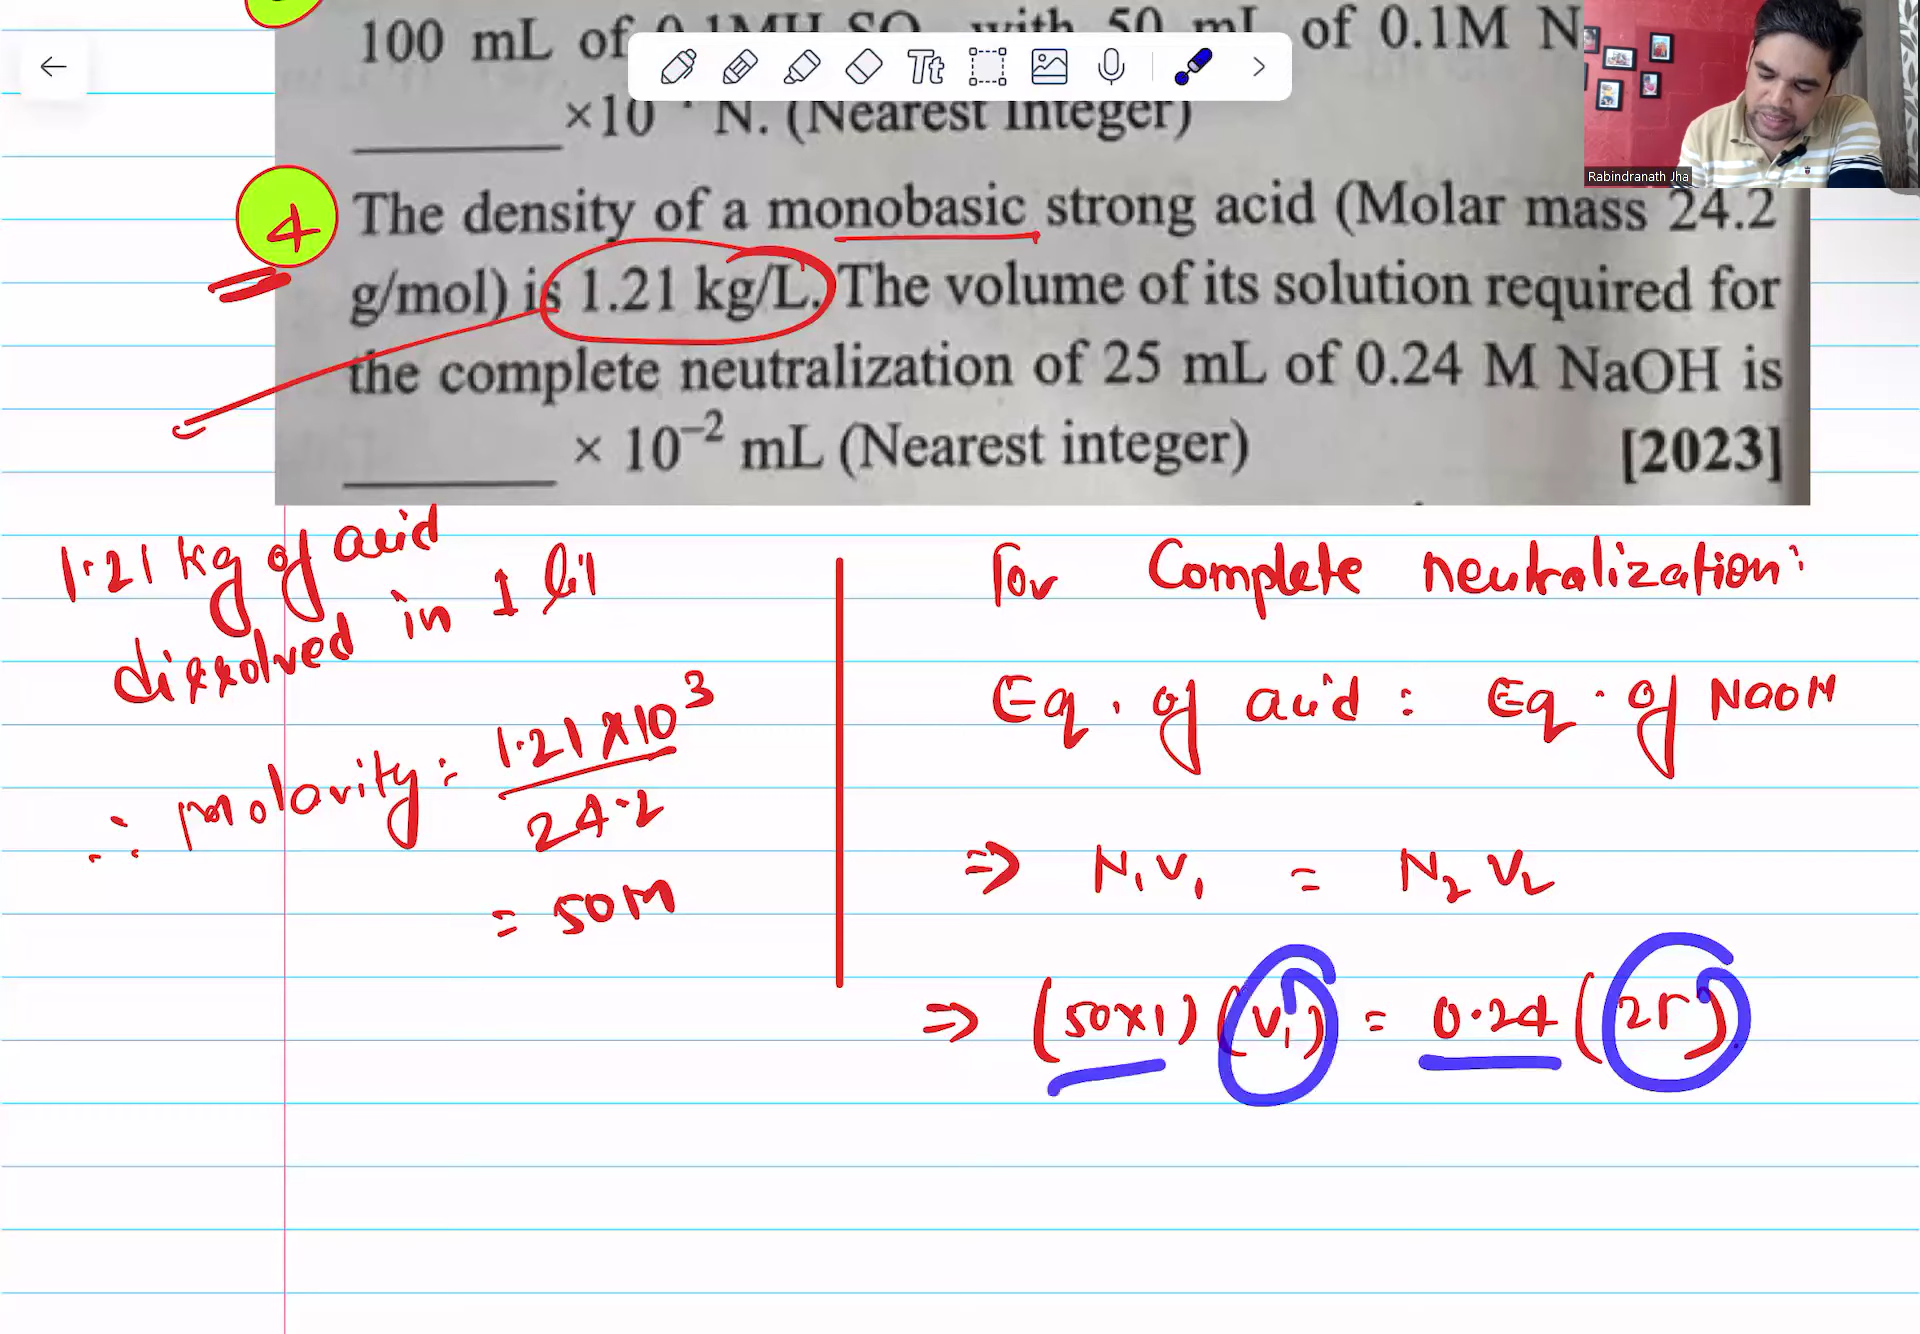 100 mL of 0.1M H SO with 50 mL of 0.1M N
×10 N. (Nearest Integer)
Rabindranath Jha
4
The density of a monobasic strong acid (Molar mass 24.2
g/mol) is 1.21 kg/L. The volume of its solution required for
the complete neutralization of 25 mL of 0.24 M NaOH is
______ × 10⁻² mL (Nearest integer) [2023]
1.21 kg of acid
dissolved in 1 lit
∴ molarity = 1.21×10³
24.2
= 50M
For Complete neutralization:
Eq. of acid = Eq. of NaOH
⇒ N₁V₁ = N₂V₂
⇒ (50×1) (V₁) = 0.24 (25)
Tt